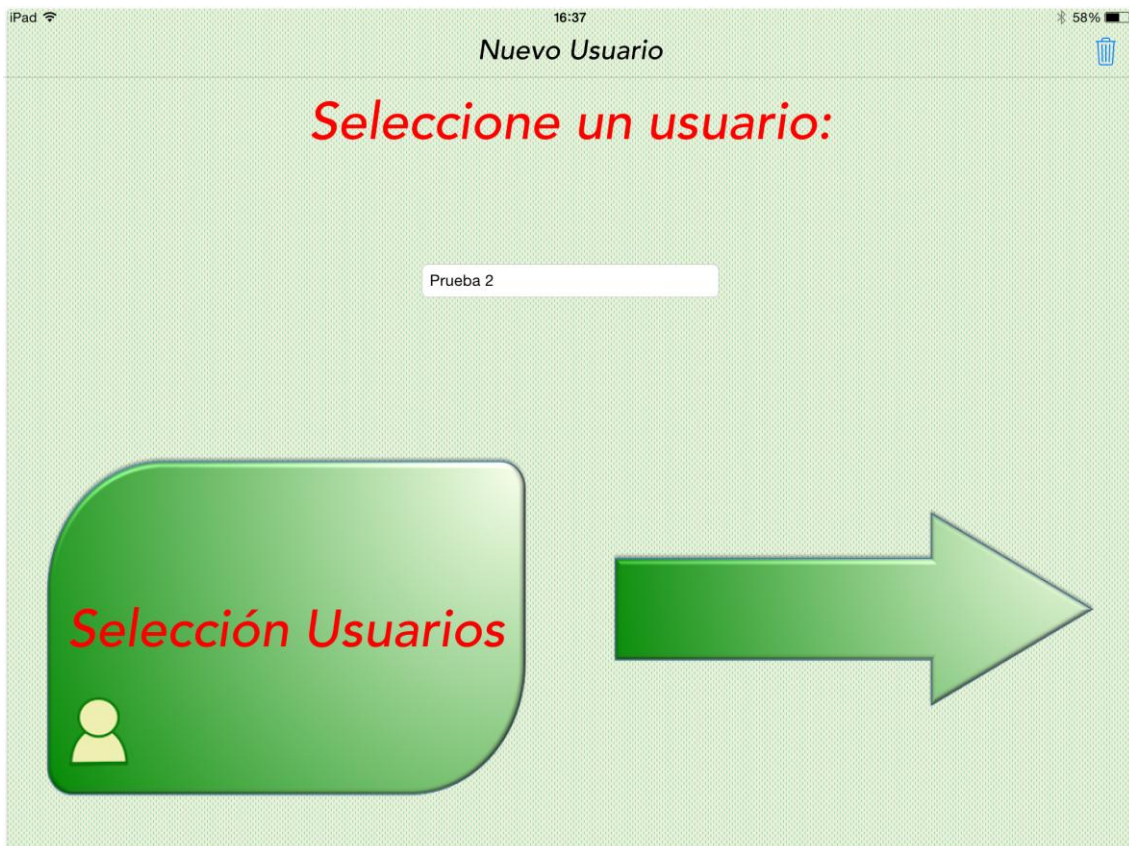 iPad 16:37 58%
Nuevo Usuario
Seleccione un usuario:
Prueba 2
Selección Usuarios